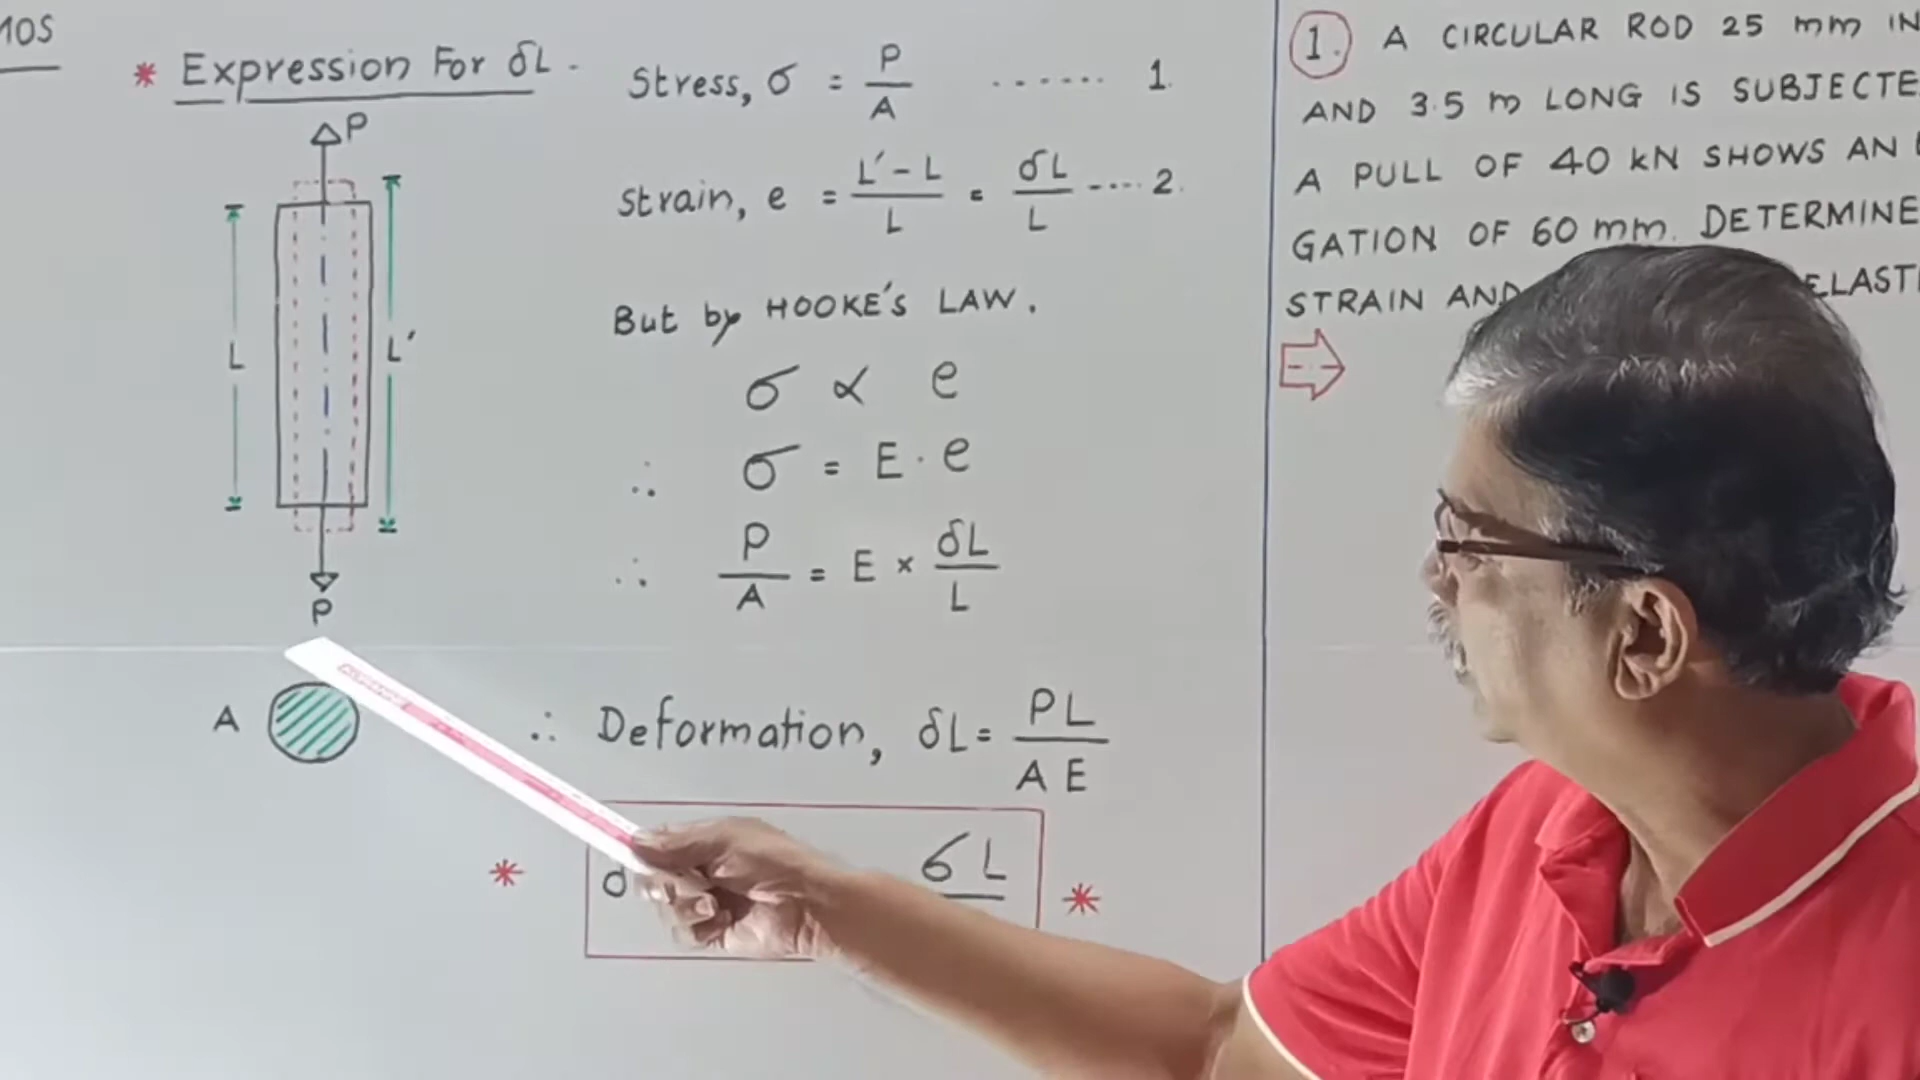 MOS
* Expression For δL.
P
L
L′
P
A
Stress, σ = P/A ...... 1.
Strain, e = L′-L/L = δL/L ---- 2.
But by HOOKE'S LAW.
σ ∝ e
∴ σ = E · e
∴ P/A = E × δL/L
∴ Deformation, δL = PL/AE
* σL *
1. A CIRCULAR ROD 25 mm IN
AND 3.5 m LONG IS SUBJECTE
A PULL OF 40 kN SHOWS AN
GATION OF 60 mm. DETERMINE
STRAIN AND ELASTI